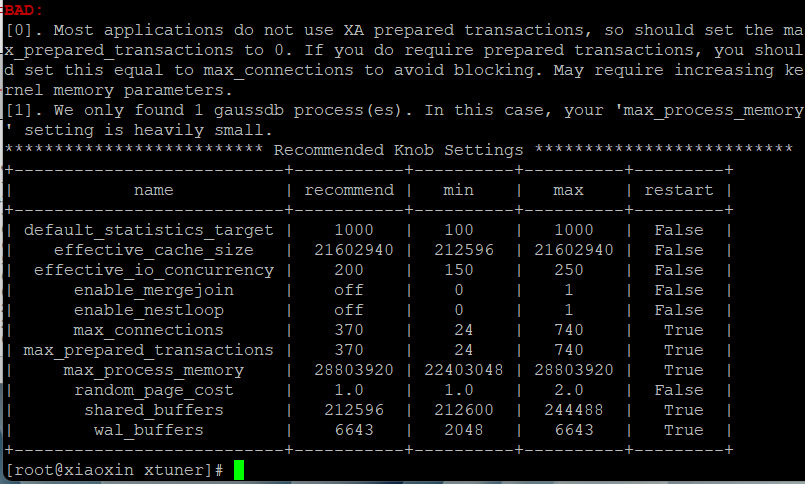 BAD:
[0]. Most applications do not use XA prepared transactions, so should set the ma
x_prepared_transactions to 0. If you do require prepared transactions, you shoul
d set this equal to max_connections to avoid blocking. May require increasing ke
rnel memory parameters.
[1]. We only found 1 gaussdb process(es). In this case, your 'max_process_memory
' setting is heavily small.
************************** Recommended Knob Settings **************************
+---------------------------+-----------+----------+----------+---------+
|            name           | recommend |   min    |   max    | restart |
+---------------------------+-----------+----------+----------+---------+
| default_statistics_target |    1000   |   100    |   1000   |  False  |
|    effective_cache_size   |  21602940 |  212596  | 21602940 |  False  |
|  effective_io_concurrency |    200    |   150    |   250    |  False  |
|      enable_mergejoin     |    off    |    0     |    1     |  False  |
|      enable_nestloop      |    off    |    0     |    1     |  False  |
|      max_connections      |    370    |    24    |   740    |   True  |
| max_prepared_transactions |    370    |    24    |   740    |   True  |
|     max_process_memory    |  28803920 | 22403048 | 28803920 |   True  |
|      random_page_cost     |    1.0    |   1.0    |   2.0    |  False  |
|       shared_buffers      |   212596  |  212600  |  244488  |   True  |
|        wal_buffers        |    6643   |   2048   |   6643   |   True  |
+---------------------------+-----------+----------+----------+---------+
[root@xiaoxin xtuner]#